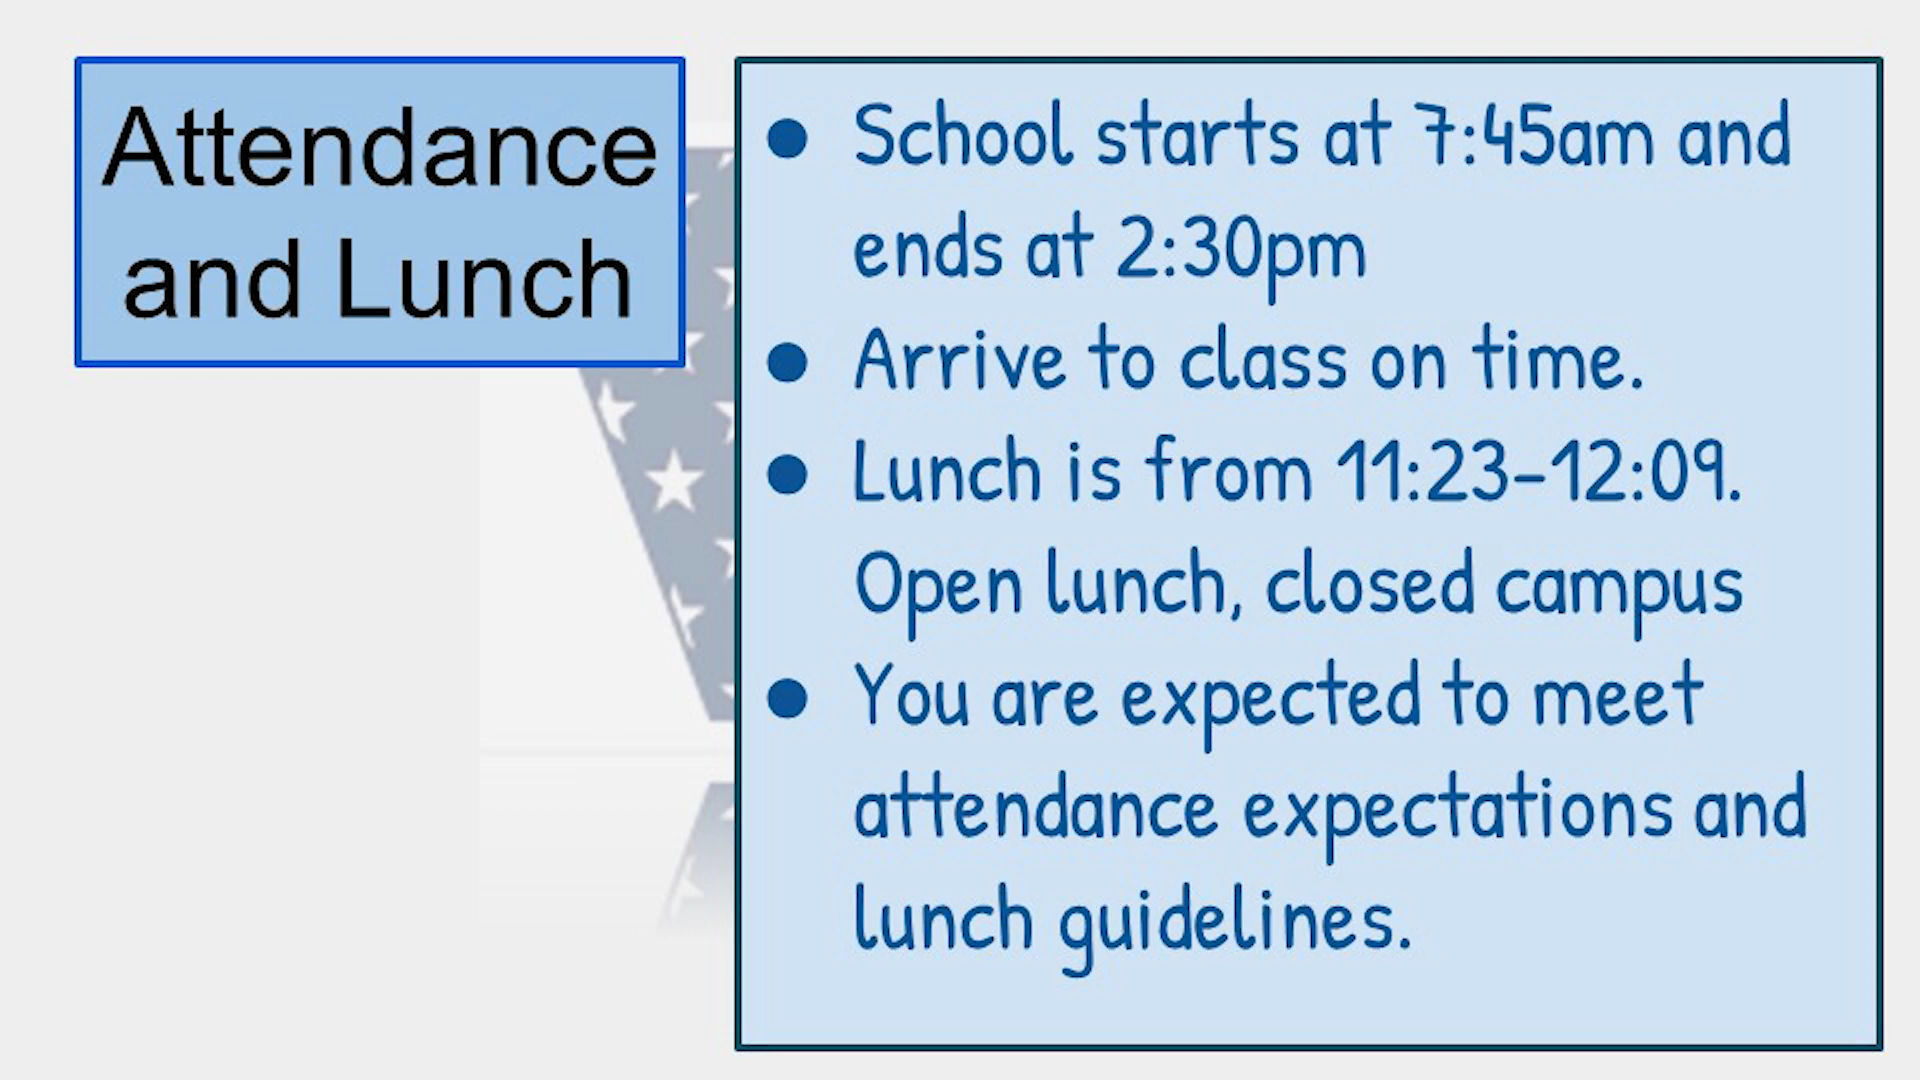 Attendance
and Lunch
● School starts at 7:45am and
ends at 2:30pm
● Arrive to class on time.
● Lunch is from 11:23-12:09.
Open lunch, closed campus
● You are expected to meet
attendance expectations and
lunch guidelines.